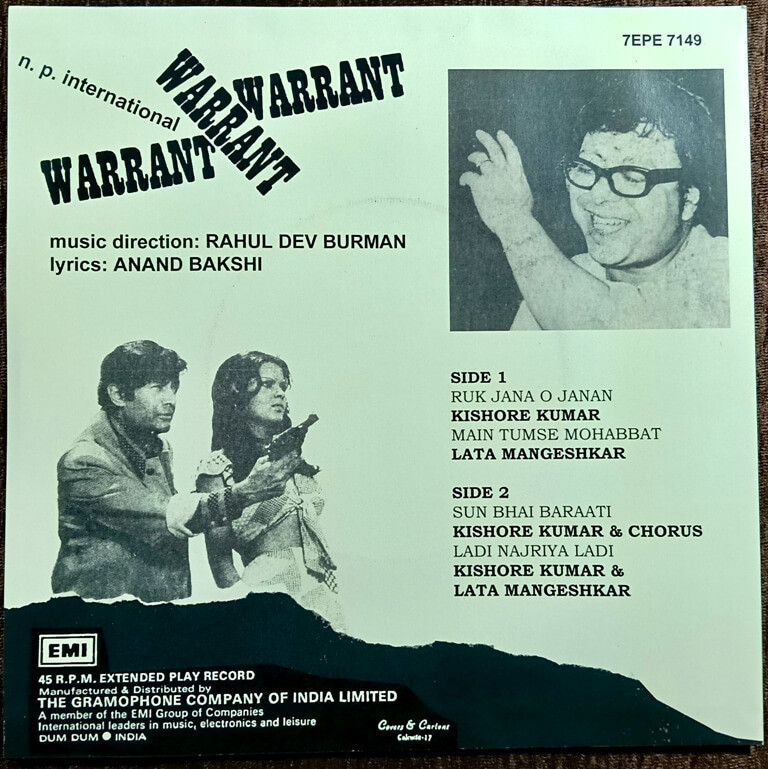 7EPE 7149
n. p. international
WARRANT
WARRANT
WARRANT
music direction: RAHUL DEV BURMAN
lyrics: ANAND BAKSHI
SIDE 1
RUK JANA O JANAN
KISHORE KUMAR
MAIN TUMSE MOHABBAT
LATA MANGESHKAR
SIDE 2
SUN BHAI BARAATI
KISHORE KUMAR & CHORUS
LADI NAJRIYA LADI
KISHORE KUMAR &
LATA MANGESHKAR
EMI
45 R.P.M. EXTENDED PLAY RECORD
Manufactured & Distributed by
THE GRAMOPHONE COMPANY OF INDIA LIMITED
A member of the EMI Group of Companies
International leaders in music, electronics and leisure
DUM DUM ● INDIA
Covers & Cartons
Calcutta-17